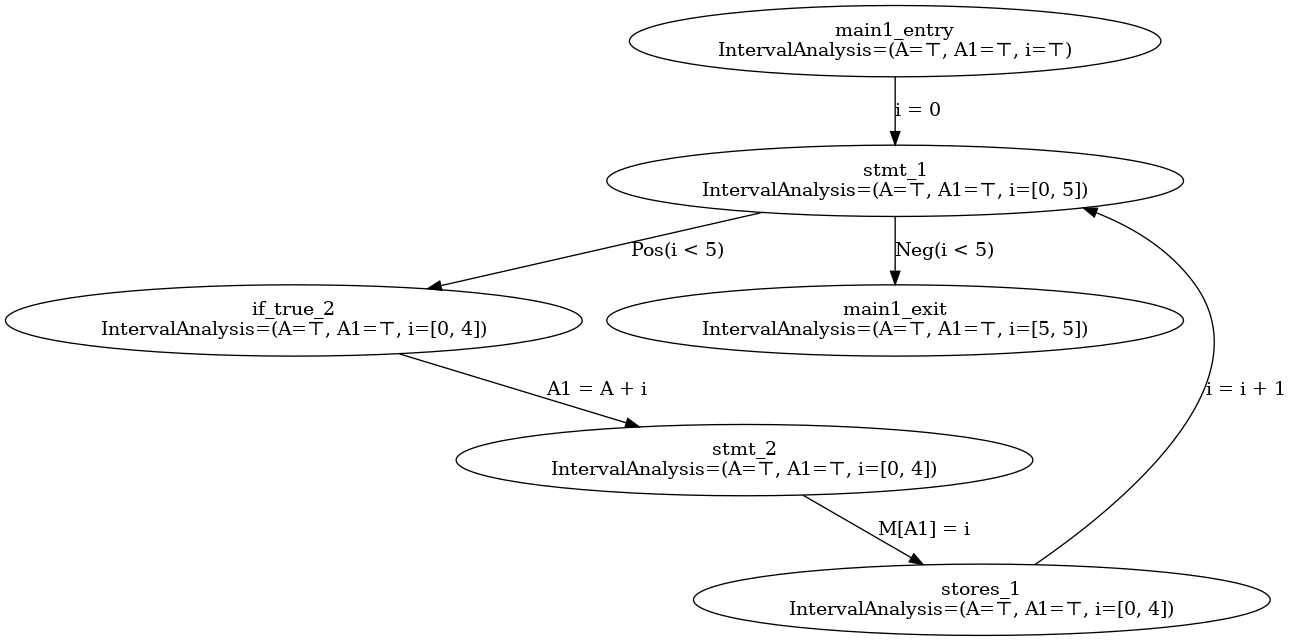 main1_entry
IntervalAnalysis=(A=⊤, A1=⊤, i=⊤)
i = 0
stmt_1
IntervalAnalysis=(A=⊤, A1=⊤, i=[0, 5])
Pos(i < 5)
Neg(i < 5)
if_true_2
IntervalAnalysis=(A=⊤, A1=⊤, i=[0, 4])
main1_exit
IntervalAnalysis=(A=⊤, A1=⊤, i=[5, 5])
A1 = A + i
i = i + 1
stmt_2
IntervalAnalysis=(A=⊤, A1=⊤, i=[0, 4])
M[A1] = i
stores_1
IntervalAnalysis=(A=⊤, A1=⊤, i=[0, 4])